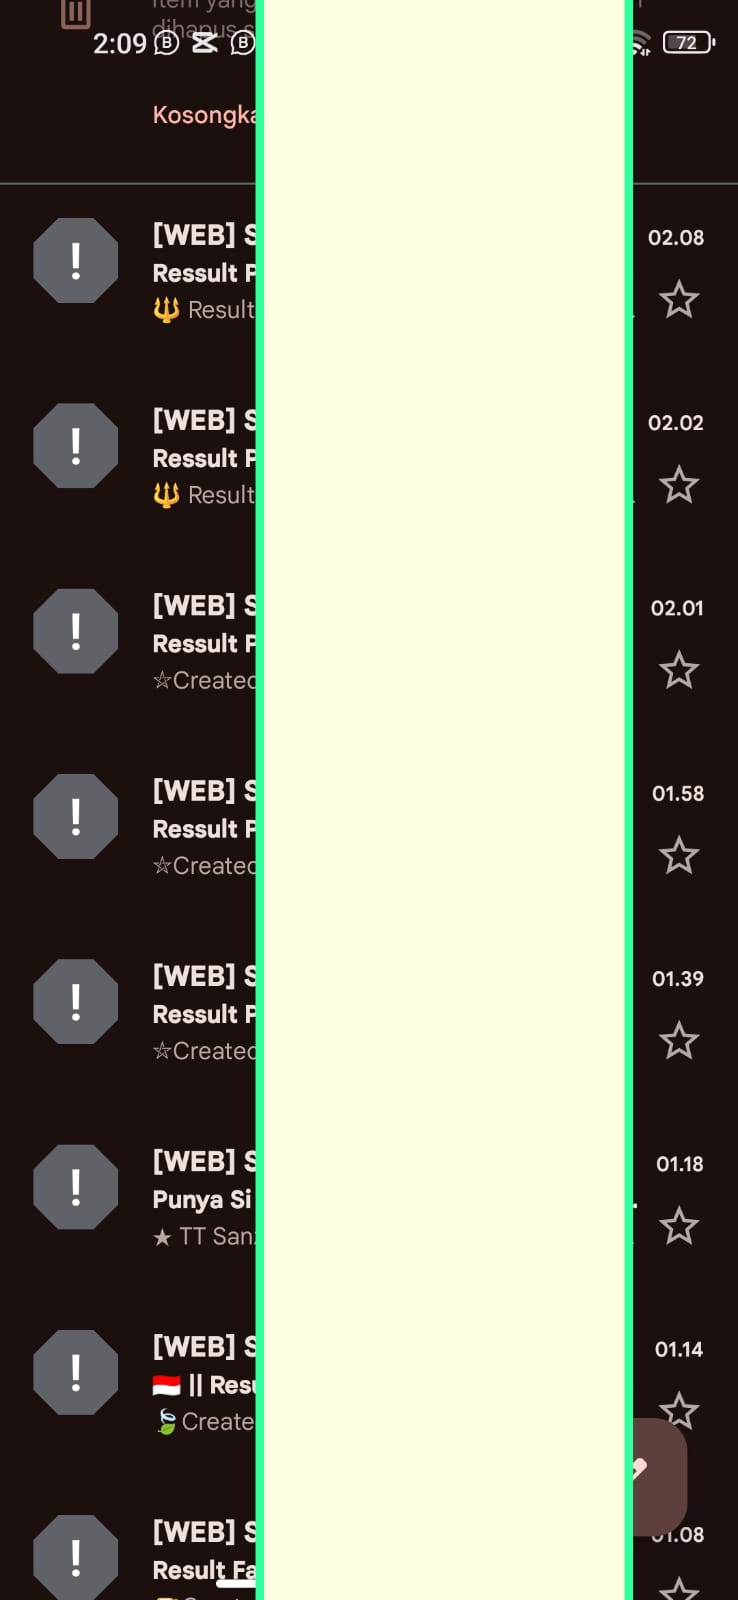 dihapus s
2:09 72
Kosongka
[WEB] S 02.08
Ressult P
Result
[WEB] S 02.02
Ressult P
Result
[WEB] S 02.01
Ressult P
☆Created
[WEB] S 01.58
Ressult P
☆Created
[WEB] S 01.39
Ressult P
☆Created
[WEB] S 01.18
Punya Si
★ TT San
[WEB] S 01.14
|| Resu
Create
[WEB] S 01.08
Result Fa